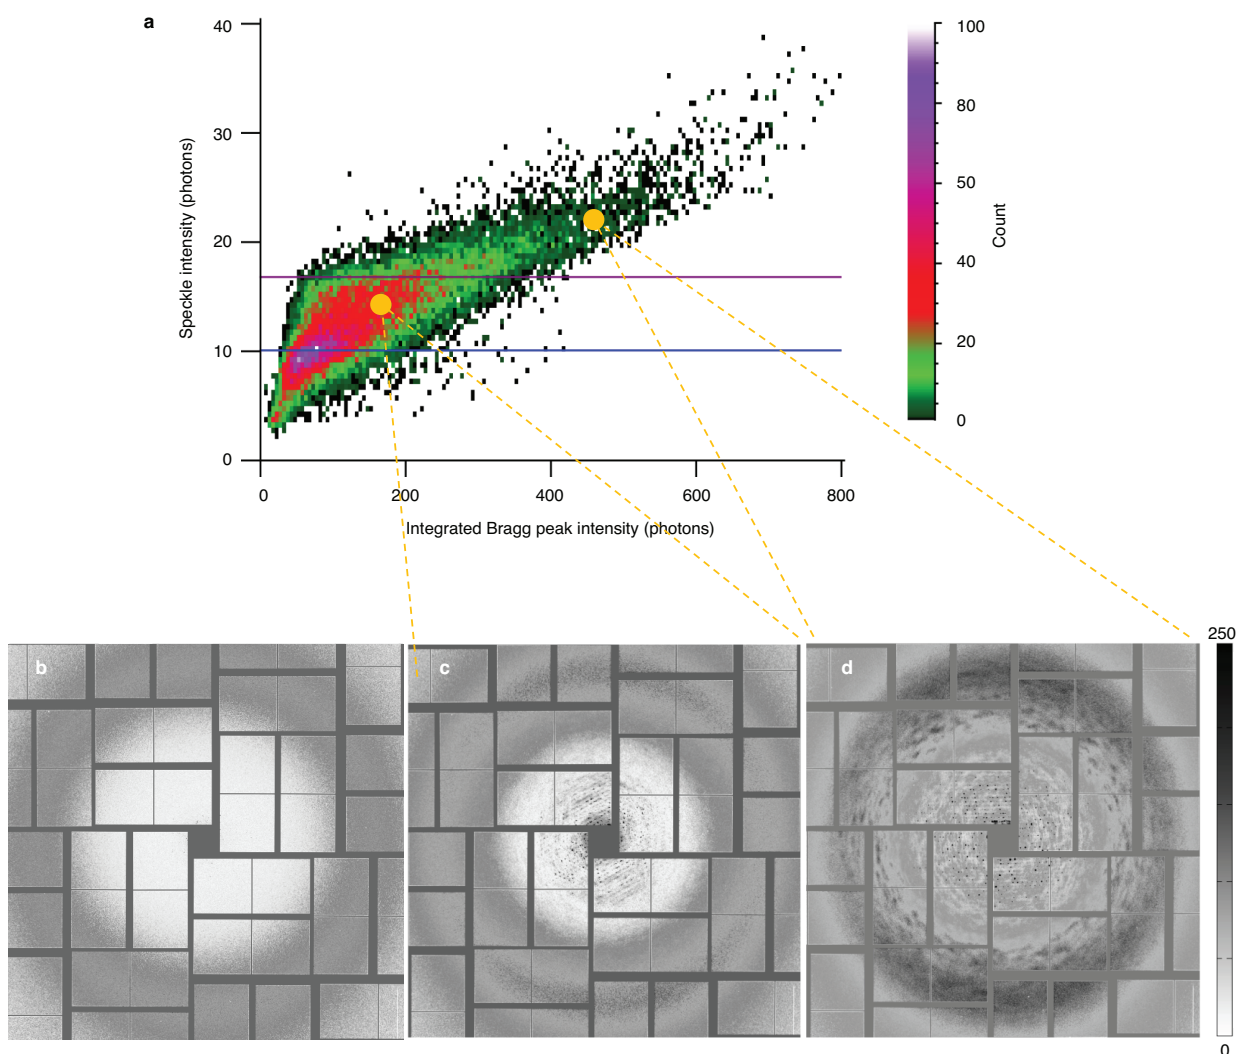 a
40
30
20
10
0
Speckle intensity (photons)
0 200 400 600 800
Integrated Bragg peak intensity (photons)
100
80
50
40
20
0
Count
b
c
d
250
0